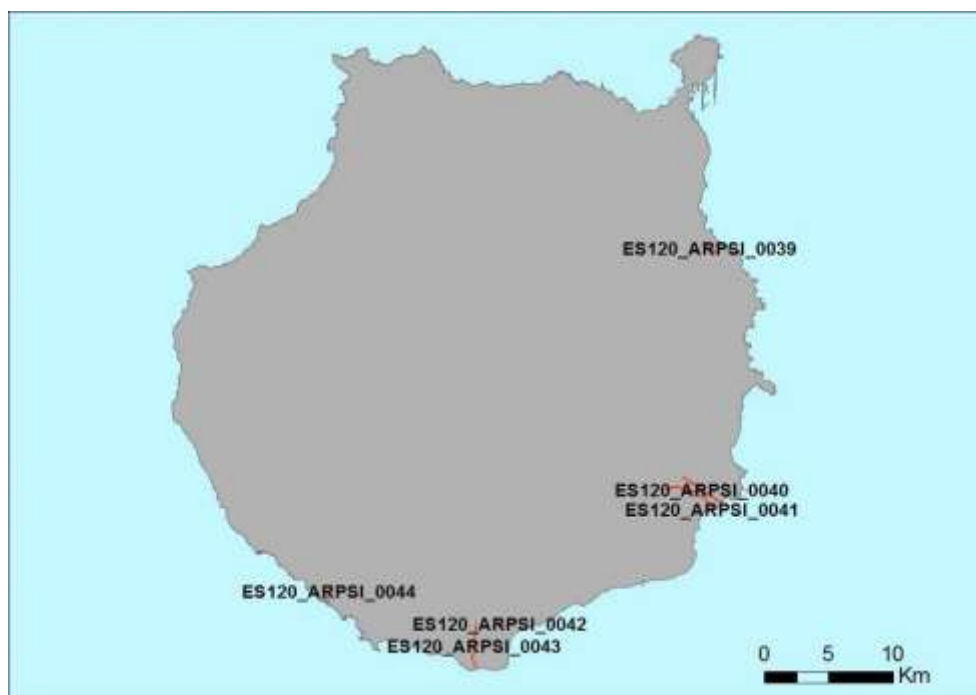 ES120_ARPSI_0039
ES120_ARPSI_0040
ES120_ARPSI_0041
ES120_ARPSI_0044
ES120_ARPSI_0042
ES120_ARPSI_0043
0 5 10
Km